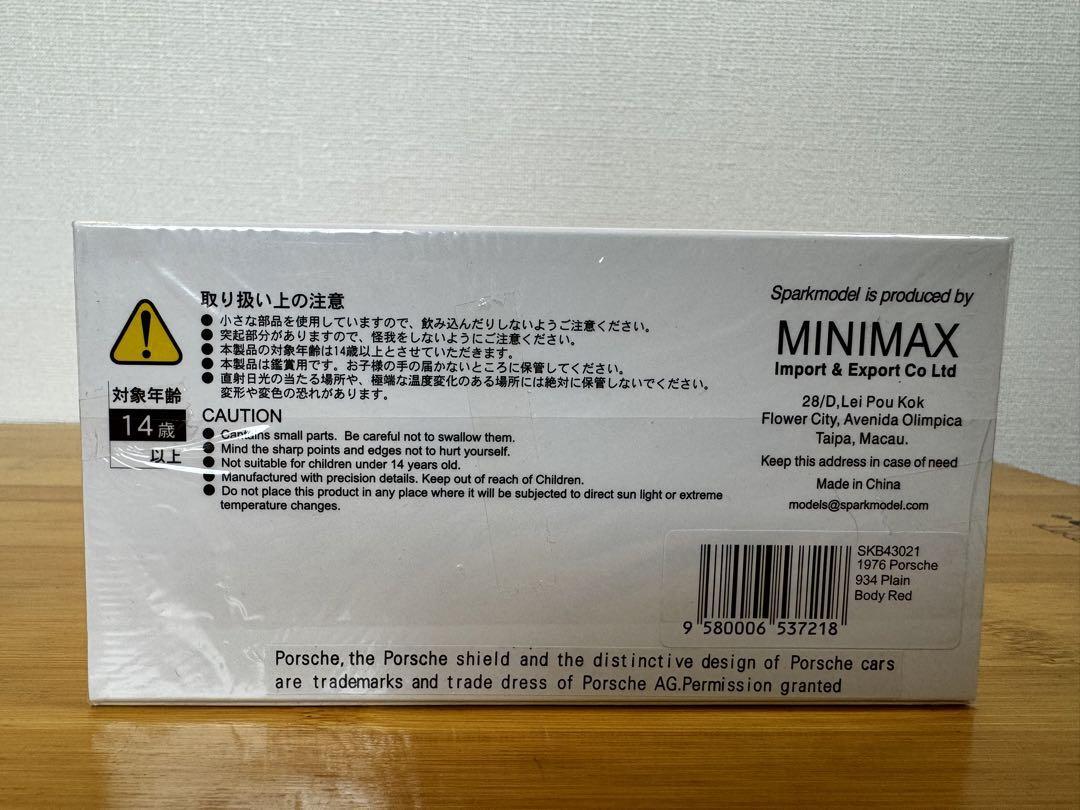 取り扱い上の注意
● 小さな部品を使用していますので、飲み込んだりしないようご注意ください。
● 突起部分がありますので、怪我をしないようにご注意ください。
● 本製品の対象年齢は14歳以上とさせていただきます。
● 本製品は鑑賞用です。お子様の手の届かないところに保管してください。
● 直射日光の当たる場所や、極端な温度変化のある場所には絶対に保管しないでください。
変形や変色の恐れがあります。
対象年齢
14歳
以上
CAUTION
● Contains small parts. Be careful not to swallow them.
● Mind the sharp points and edges not to hurt yourself.
● Not suitable for children under 14 years old.
● Manufactured with precision details. Keep out of reach of Children.
● Do not place this product in any place where it will be subjected to direct sun light or extreme
temperature changes.
Sparkmodel is produced by
MINIMAX
Import & Export Co Ltd
28/D,Lei Pou Kok
Flower City, Avenida Olimpica
Taipa, Macau.
Keep this address in case of need
Made in China
models@sparkmodel.com
SKB43021
1976 Porsche
934 Plain
Body Red
9 580006 537218
Porsche, the Porsche shield and the distinctive design of Porsche cars
are trademarks and trade dress of Porsche AG.Permission granted